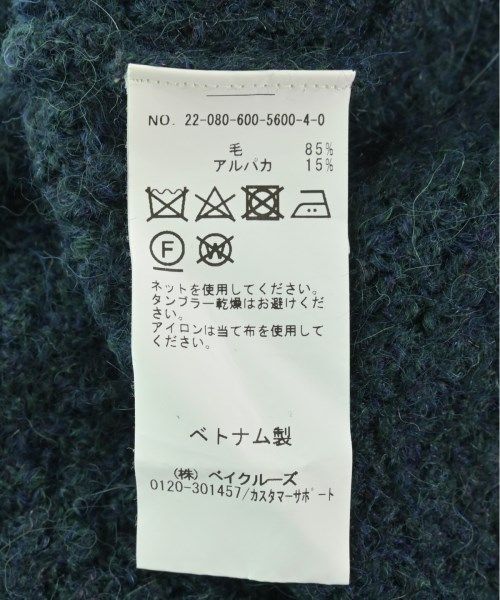 NO. 22-080-600-5600-4-0
毛 85%
アルパカ 15%
F W
ネットを使用してください。
タンブラー乾燥はお避けくだ
さい。
アイロンは当て布を使用して
ください。
ベトナム製
(株) ベイクルーズ
0120-301457/カスタマーサポート